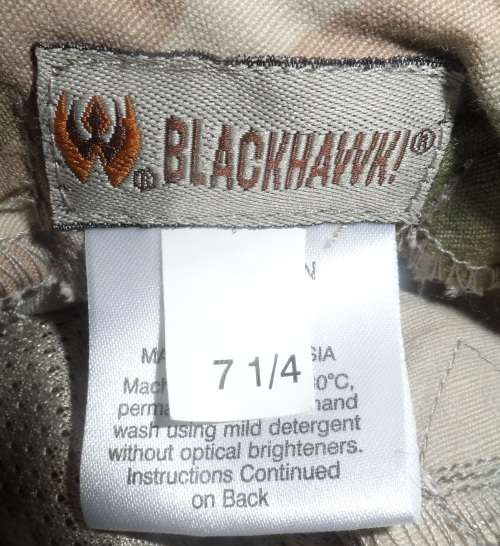 ® BLACKHAWK!®
N
MA SIA
7 1/4
Mach 0°C,
perma hand
wash using mild detergent
without optical brighteners.
Instructions Continued
on Back